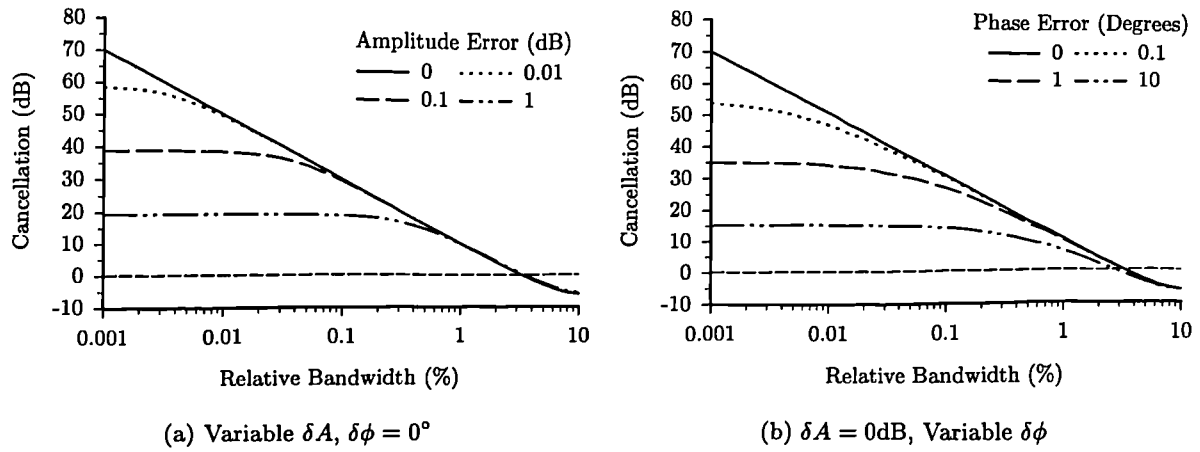 80
70
60
50
40
30
20
10
0
-10
Cancellation (dB)
Amplitude Error (dB)
0 0.01
0.1 1
0.001 0.01 0.1 1 10
Relative Bandwidth (%)
(a) Variable δA, δϕ = 0°
80
70
60
50
40
30
20
10
0
-10
Cancellation (dB)
Phase Error (Degrees)
0 0.1
1 10
0.001 0.01 0.1 1 10
Relative Bandwidth (%)
(b) δA = 0dB, Variable δϕ